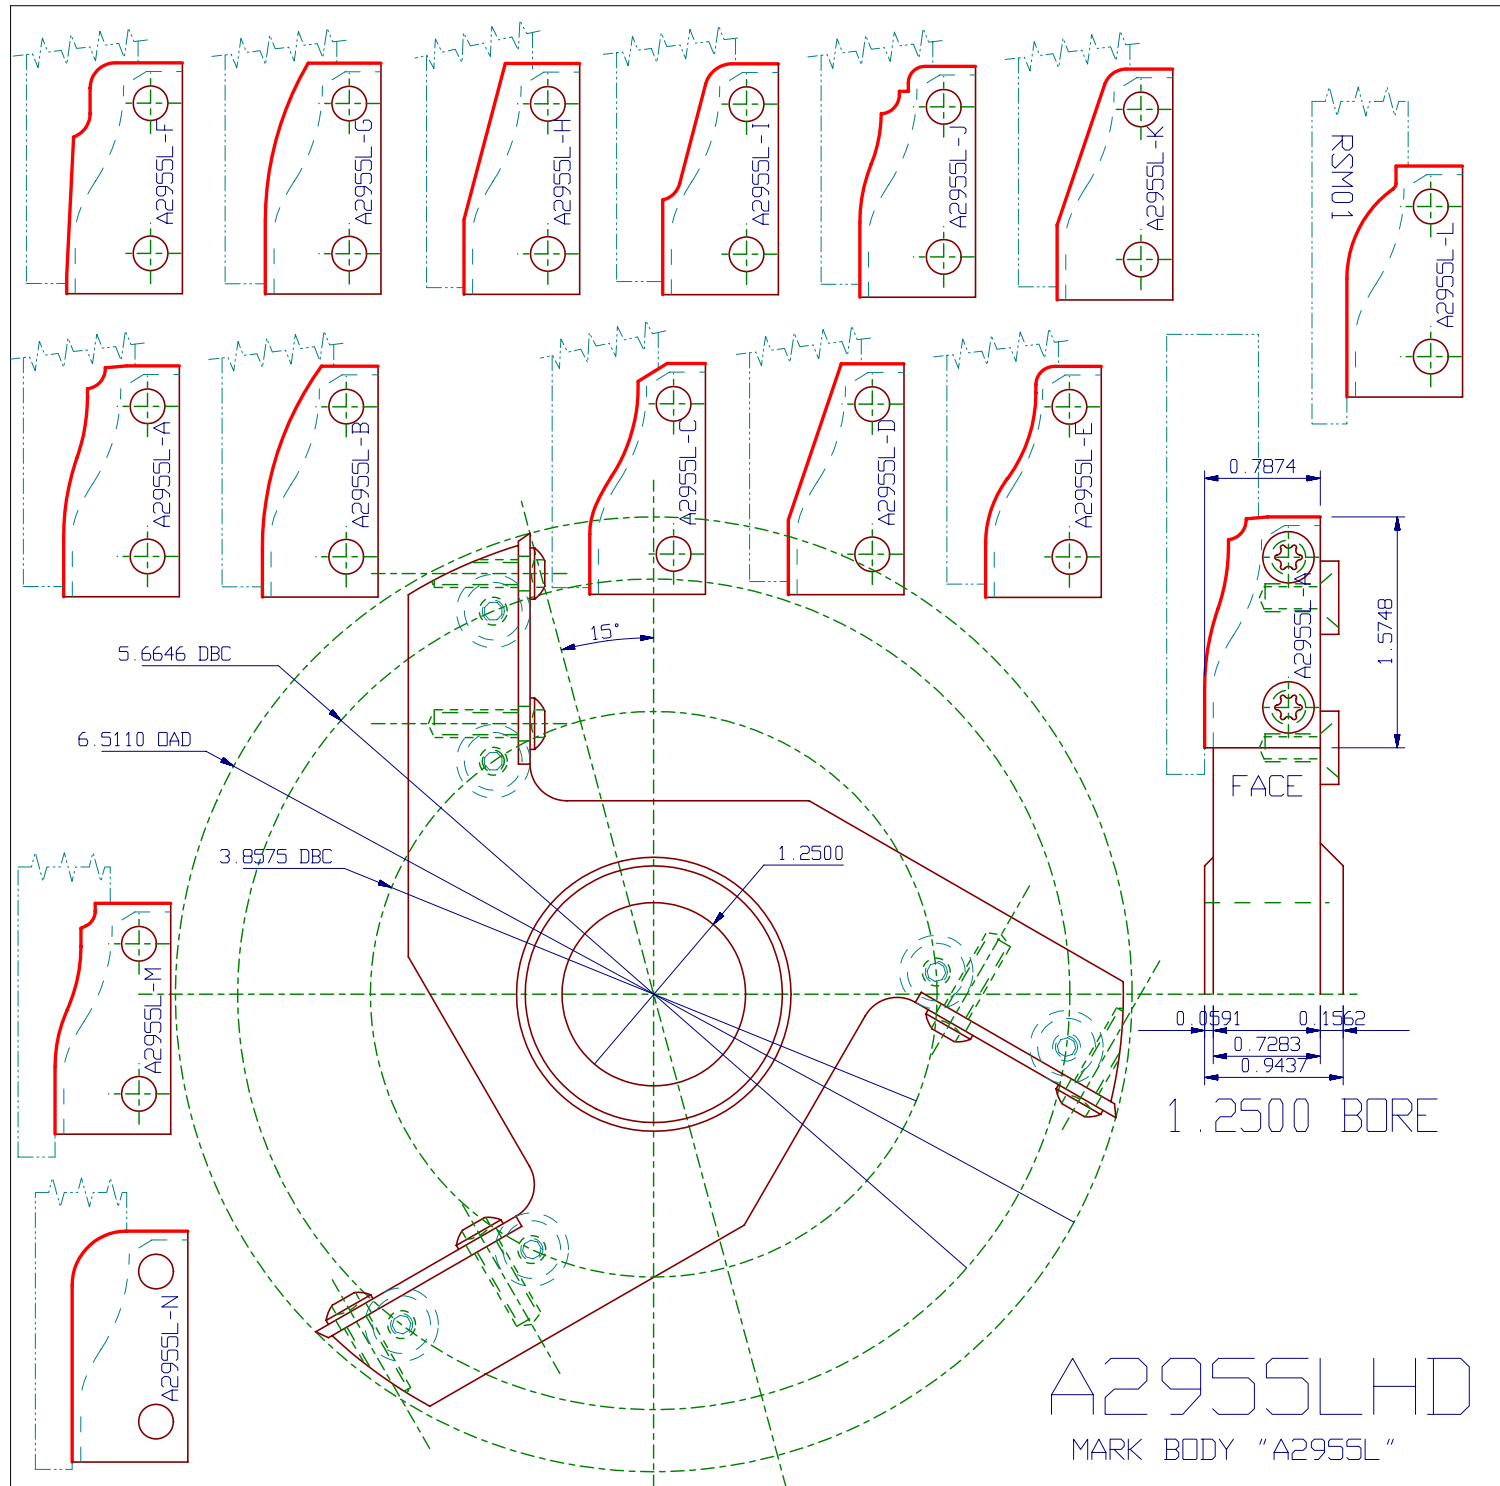 A2955L-F
A2955L-G
A2955L-H
A2955L-I
A2955L-J
A2955L-K
RSM01
A2955L-L
A2955L-A
A2955L-B
A2955L-C
A2955L-D
A2955L-E
0.7874
A2955L-A
1.5748
FACE
15°
5.6646 DBC
6.5110 OAD
3.8575 DBC
1.2500
A2955L-M
0.0591
0.1562
0.7283
0.9437
1.2500 BORE
A2955L-N
A2955LHD
MARK BODY "A2955L"